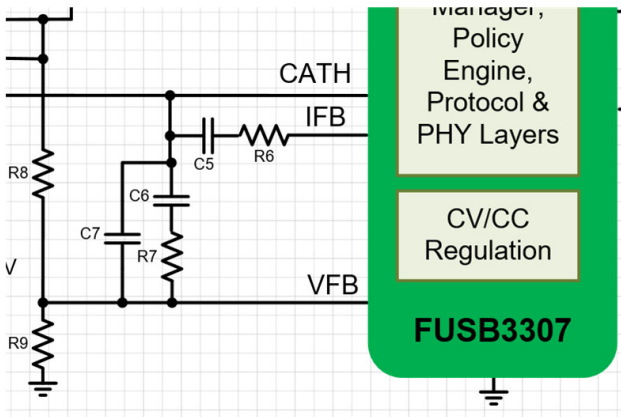 Manager,
Policy
Engine,
Protocol &
PHY Layers
CATH
IFB
C5
R6
R8
C6
C7
R7
CV/CC
Regulation
V
VFB
FUSB3307
R9